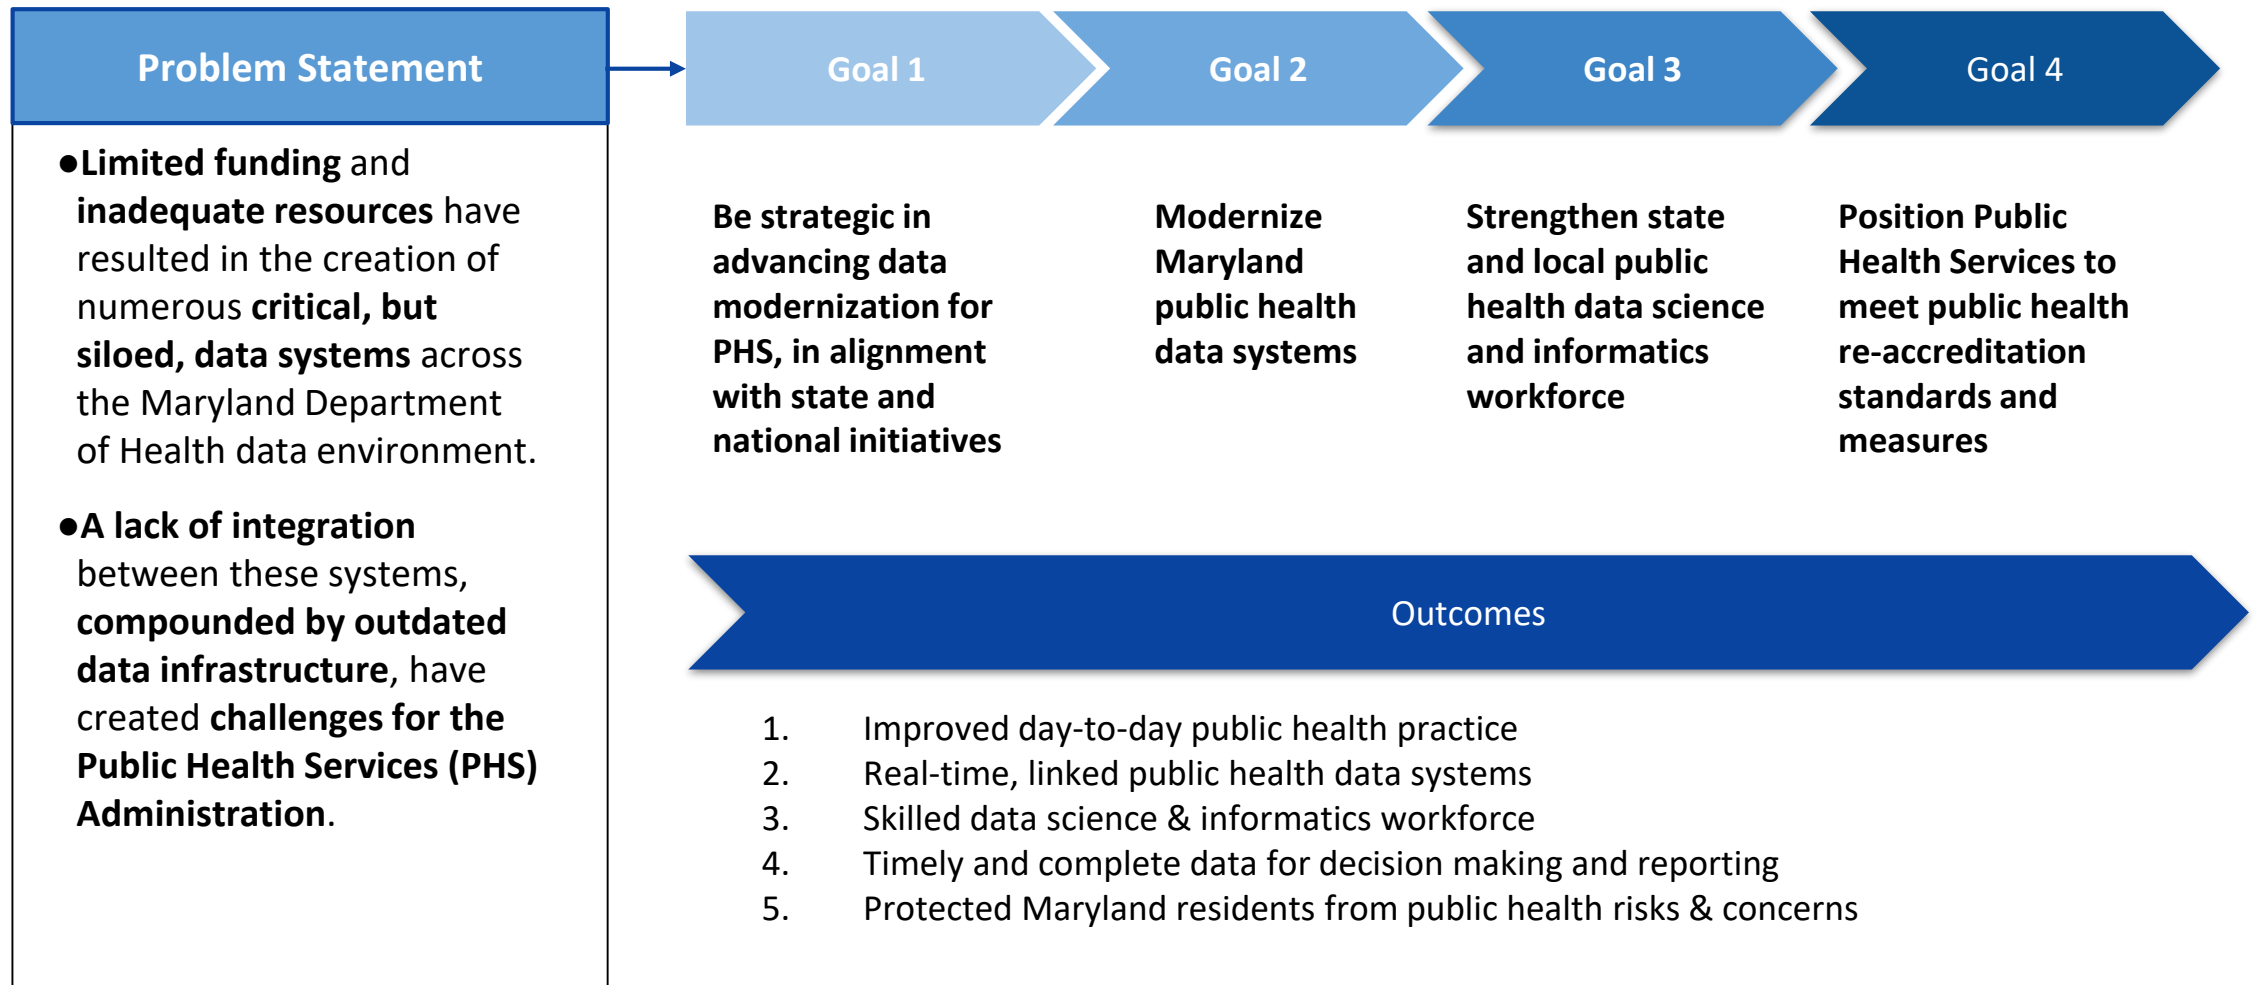 Problem Statement
●Limited funding and
inadequate resources have
resulted in the creation of
numerous critical, but
siloed, data systems across
the Maryland Department
of Health data environment.
●A lack of integration
between these systems,
compounded by outdated
data infrastructure, have
created challenges for the
Public Health Services (PHS)
Administration.
Goal 1
Be strategic in
advancing data
modernization for
PHS, in alignment
with state and
national initiatives
Goal 2
Modernize
Maryland
public health
data systems
Goal 3
Strengthen state
and local public
health data science
and informatics
workforce
Goal 4
Position Public
Health Services to
meet public health
re-accreditation
standards and
measures
Outcomes
1. Improved day-to-day public health practice
2. Real-time, linked public health data systems
3. Skilled data science & informatics workforce
4. Timely and complete data for decision making and reporting
5. Protected Maryland residents from public health risks & concerns